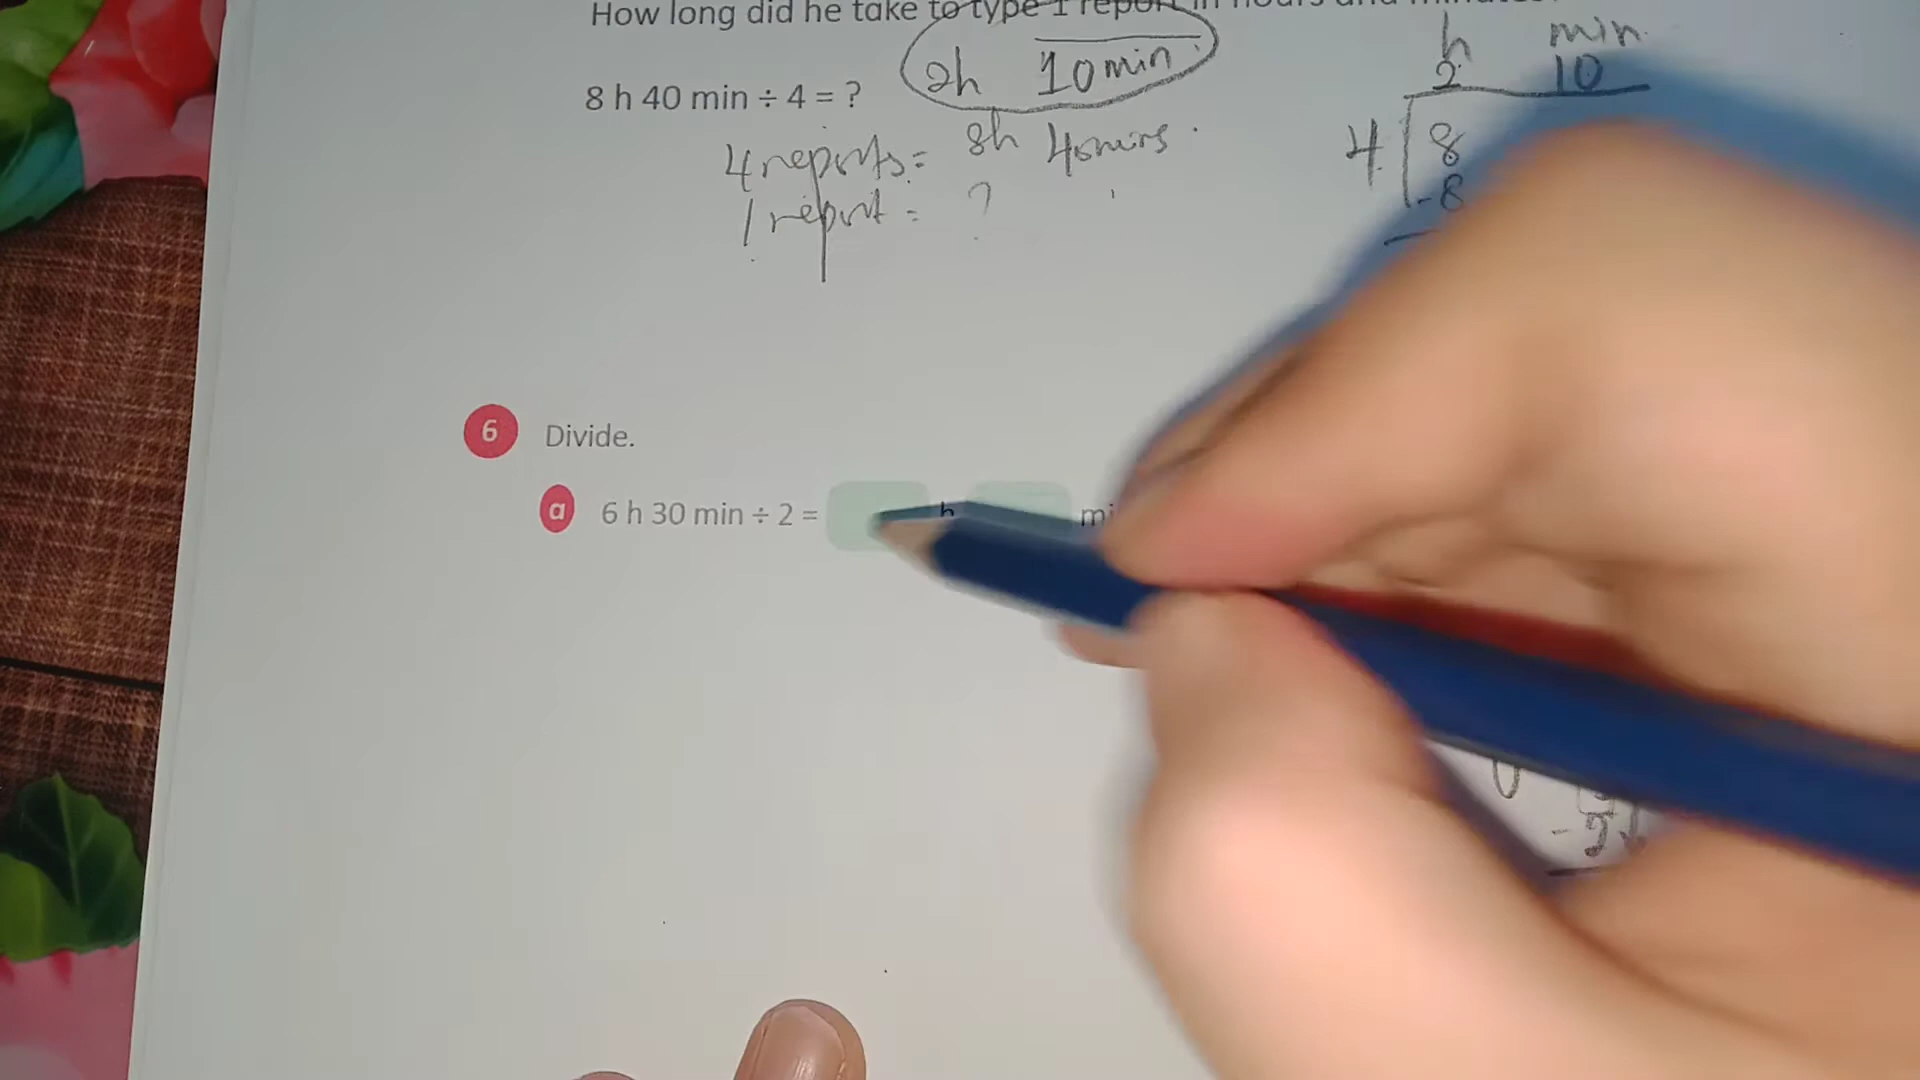 How long did he take to type 1 report in hours and minutes
2h 10 min
8 h 40 min ÷ 4 = ?
4 reports = 8h 40mins
1 report = ?
h min
2 10
4 8
-8
6 Divide.
a 6 h 30 min ÷ 2 = h
0